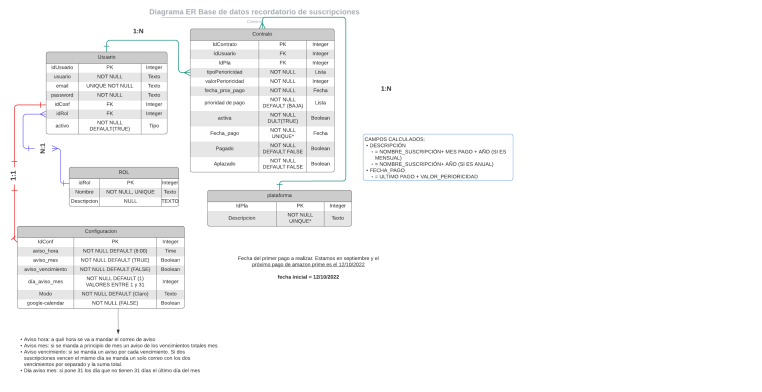 Diagrama ER Base de datos recordatorio de suscripciones
1:N
Usuario
idUsuario PK Integer
usuario NOT NULL Texto
email UNIQUE NOT NULL Texto
password NOT NULL Texto
idConf FK Integer
idRol FK Integer
activo NOT NULL DEFAULT(TRUE) Tipo
Contrato
IdContrato PK Integer
IdUsuario FK Integer
IdPla FK Integer
tipoPerioricidad NOT NULL Lista
valorPerioricidad NOT NULL Integer
fecha_prox_pago NOT NULL Fecha
prioridad de pago NOT NULL DEFAULT (BAJA) Lista
activa NOT NULL DULT(TRUE) Boolean
Fecha_pago NOT NULL UNIQUE* Fecha
Pagado NOT NULL DEFAULT FALSE Boolean
Aplazado NOT NULL DEFAULT FALSE Boolean
1:N
CAMPOS CALCULADOS:
• DESCRIPCIÓN
◦ = NOMBRE_SUSCRIPCIÓN+ MES PAGO + AÑO (SI ES
MENSUAL)
◦ = NOMBRE_SUSCRIPCIÓN+ AÑO (SI ES ANUAL)
• FECHA_PAGO
◦ = ULTIMO PAGO + VALOR_PERIORICIDAD
N:1
1:1
ROL
idRol PK Integer
Nombre NOT NULL, UNIQUE Texto
Descripcion NULL TEXTO
plataforma
IdPla PK Integer
Descripcion NOT NULL UINQUE* Texto
Configuracion
IdConf PK Integer
aviso_hora NOT NULL DEFAULT (8:00) Time
aviso_mes NOT NULL DEFAULT (TRUE) Boolean
aviso_vencimiento NOT NULL DEFAULT (FALSE) Boolean
día_aviso_mes NOT NULL DEFAULT (1) VALORES ENTRE 1 y 31 Integer
Modo NOT NULL DEFAULT (Claro) Texto
google-calendar NOT NULL (FALSE) Boolean
Fecha del primer pago a realizar. Estamos en septiembre y el
próximo pago de amazon prime es el 12/10/2022
fecha inicial = 12/10/2022
• Aviso hora: a qué hora se va a mandar el correo de aviso
• Aviso mes: si se manda a principio de mes un aviso de los vencimientos totales mes
• Aviso vencimiento: si se manda un aviso por cada vencimiento. Si dos
suscripciones vencen el mismo día se manda un solo correo con los dos
vencimientos por separado y la suma total.
• Dia aviso mes: si pone 31 los día que no tienen 31 días el último día del mes